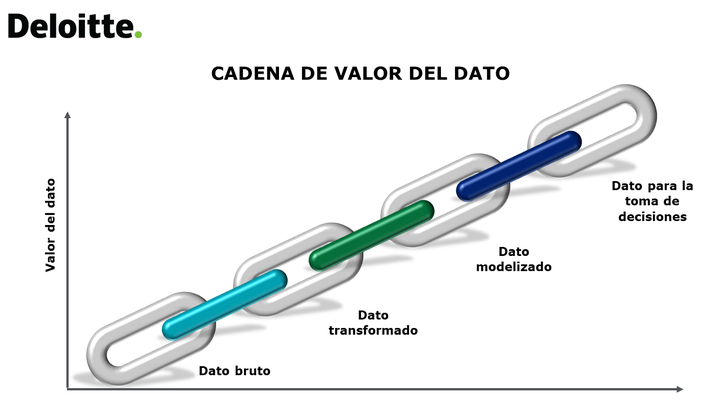 Deloitte.
CADENA DE VALOR DEL DATO
Valor del dato
Dato para la
toma de
decisiones
Dato
modelizado
Dato
transformado
Dato bruto